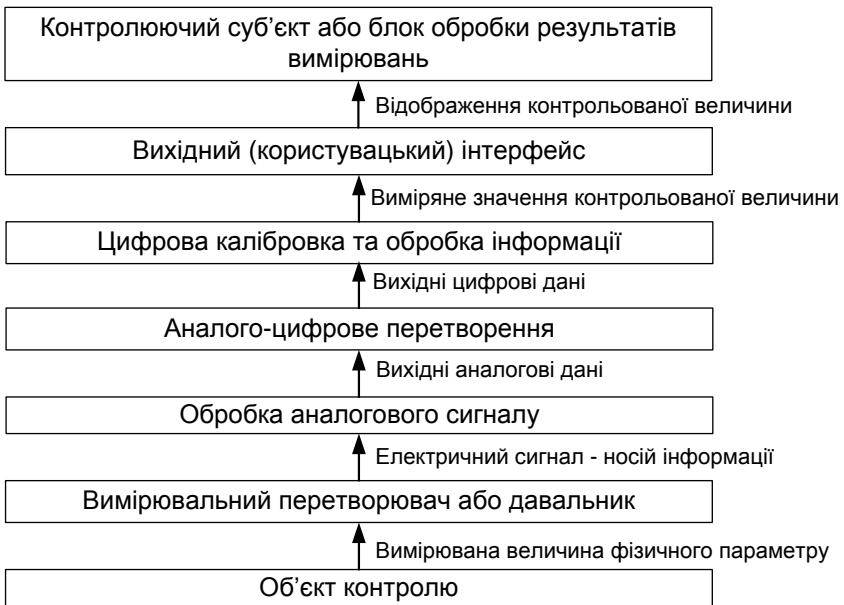 Контролюючий суб’єкт або блок обробки результатів
вимірювань
Відображення контрольованої величини
Вихідний (користувацький) інтерфейс
Виміряне значення контрольованої величини
Цифрова калібровка та обробка інформації
Вихідні цифрові дані
Аналого-цифрове перетворення
Вихідні аналогові дані
Обробка аналогового сигналу
Електричний сигнал - носій інформації
Вимірювальний перетворювач або давальник
Вимірювана величина фізичного параметру
Об’єкт контролю